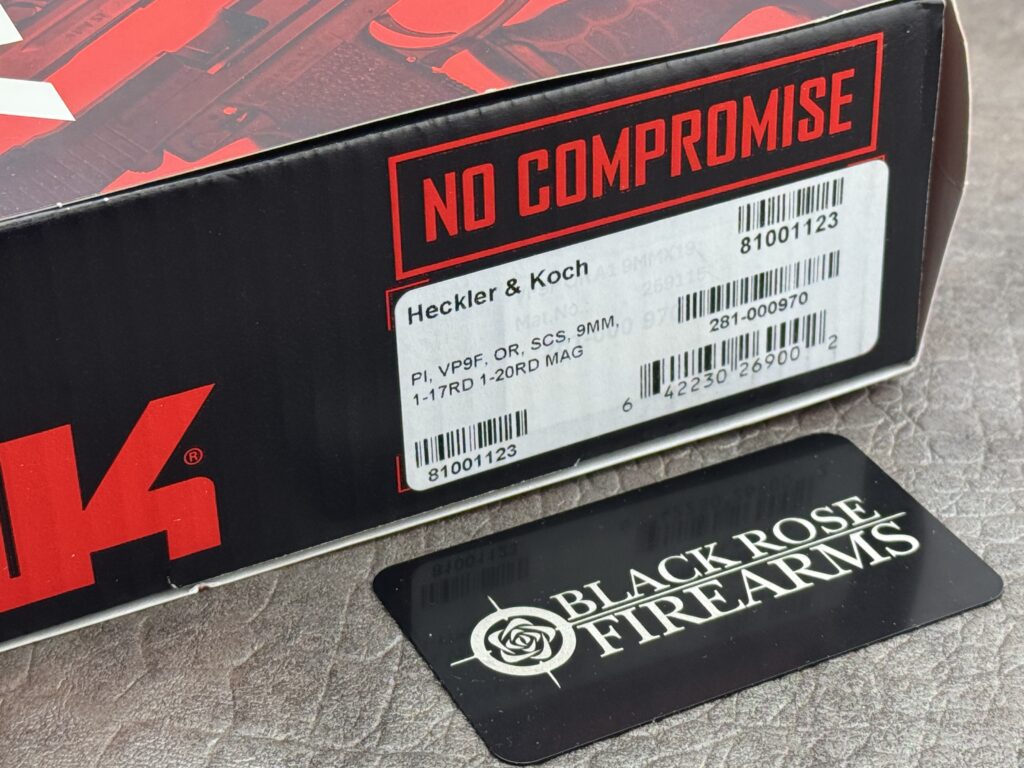 NO COMPROMISE
81001123
Heckler & Koch
281-000970
PI, VP9F, OR, SCS, 9MM,
1-17RD 1-20RD MAG
6 42230 26900 2
81001123
®
BLACK ROSE
FIREARMS